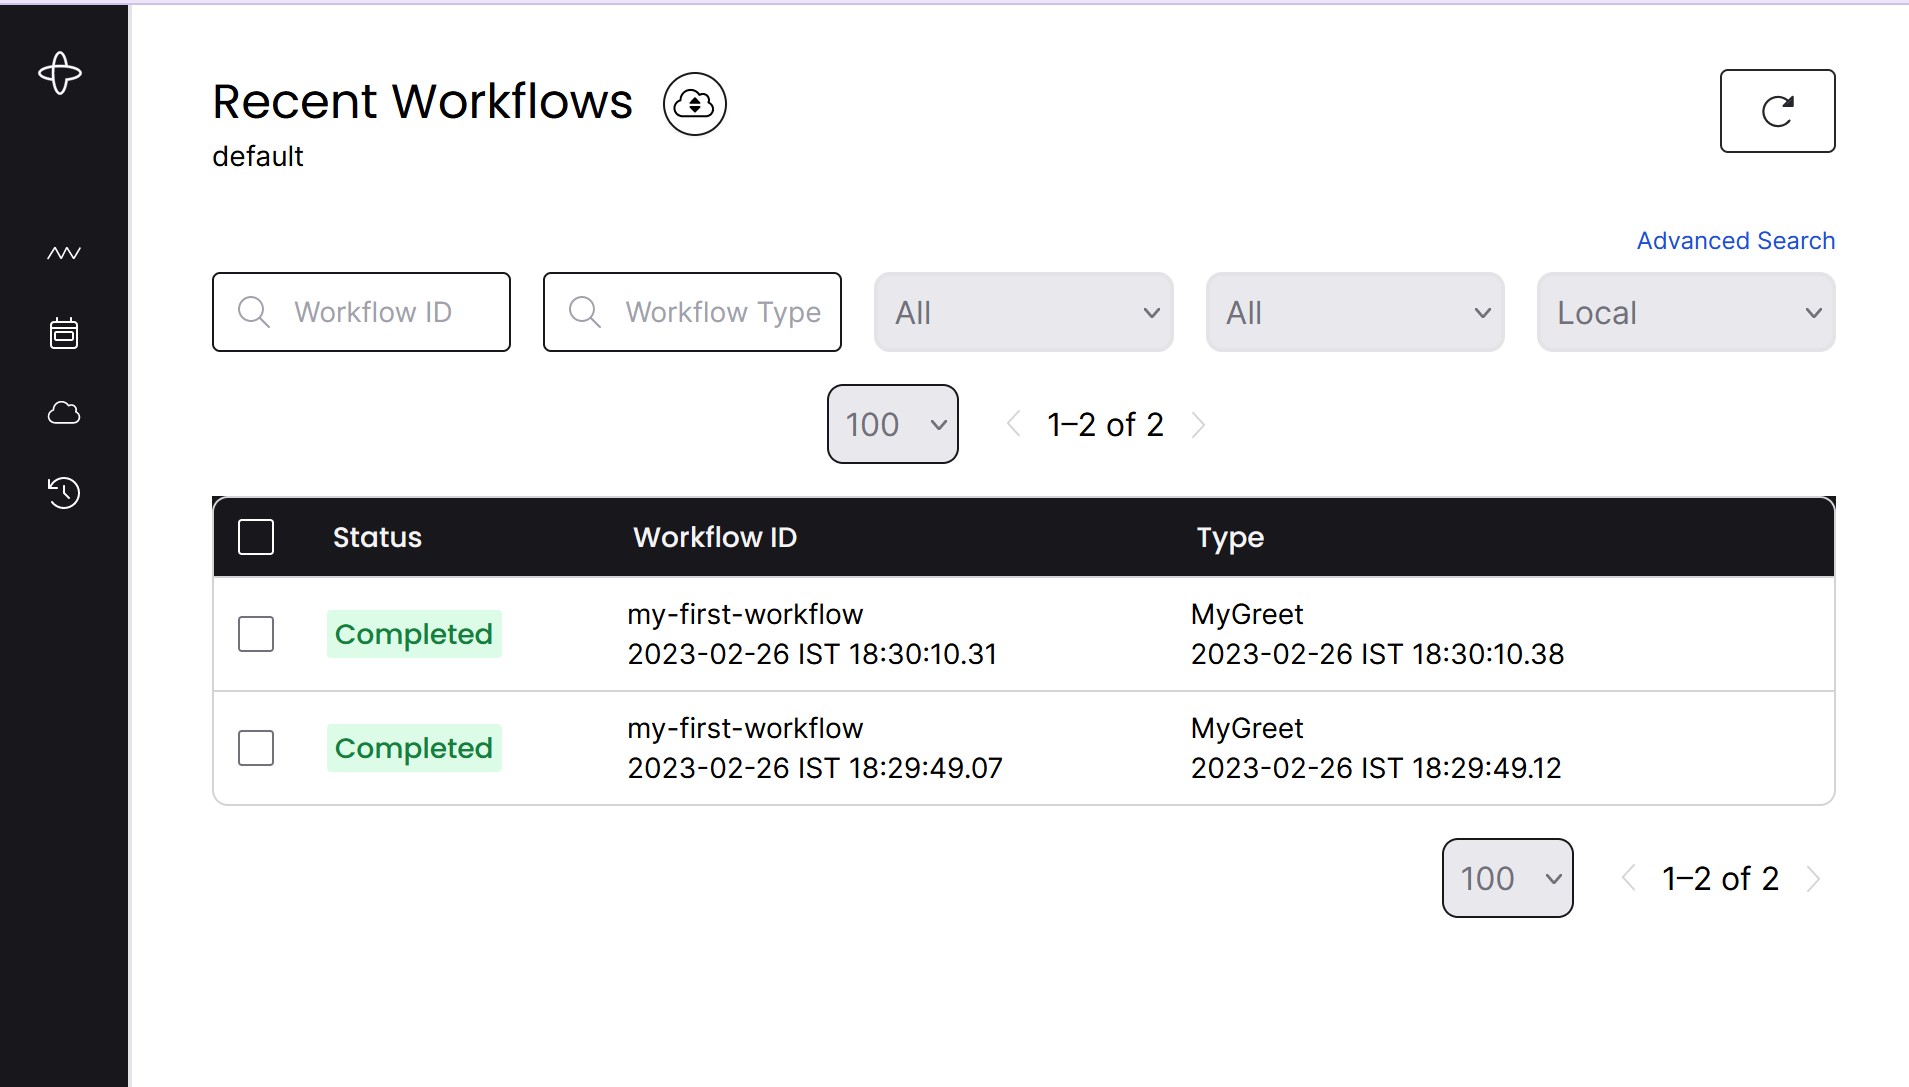 Recent Workflows
default
Advanced Search
Workflow ID Workflow Type All All Local
100 1–2 of 2
Status Workflow ID Type
Completed my-first-workflow MyGreet
2023-02-26 IST 18:30:10.31 2023-02-26 IST 18:30:10.38
Completed my-first-workflow MyGreet
2023-02-26 IST 18:29:49.07 2023-02-26 IST 18:29:49.12
100 1–2 of 2